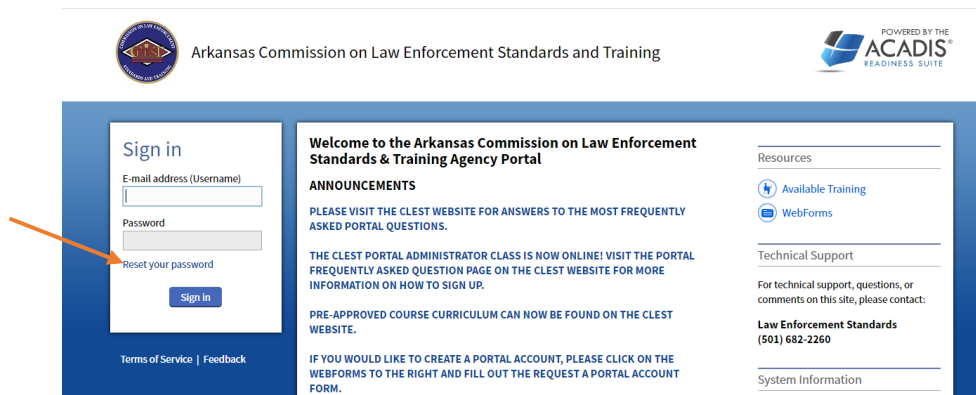 Arkansas Commission on Law Enforcement Standards and Training
POWERED BY THE
ACADIS®
READINESS SUITE
Sign in
E-mail address (Username)
Password
Reset your password
Sign in
Terms of Service | Feedback
Welcome to the Arkansas Commission on Law Enforcement
Standards & Training Agency Portal
ANNOUNCEMENTS
PLEASE VISIT THE CLEST WEBSITE FOR ANSWERS TO THE MOST FREQUENTLY
ASKED PORTAL QUESTIONS.
THE CLEST PORTAL ADMINISTRATOR CLASS IS NOW ONLINE! VISIT THE PORTAL
FREQUENTLY ASKED QUESTION PAGE ON THE CLEST WEBSITE FOR MORE
INFORMATION ON HOW TO SIGN UP.
PRE-APPROVED COURSE CURRICULUM CAN NOW BE FOUND ON THE CLEST
WEBSITE.
IF YOU WOULD LIKE TO CREATE A PORTAL ACCOUNT, PLEASE CLICK ON THE
WEBFORMS TO THE RIGHT AND FILL OUT THE REQUEST A PORTAL ACCOUNT
FORM.
Resources
Available Training
WebForms
Technical Support
For technical support, questions, or
comments on this site, please contact:
Law Enforcement Standards
(501) 682-2260
System Information